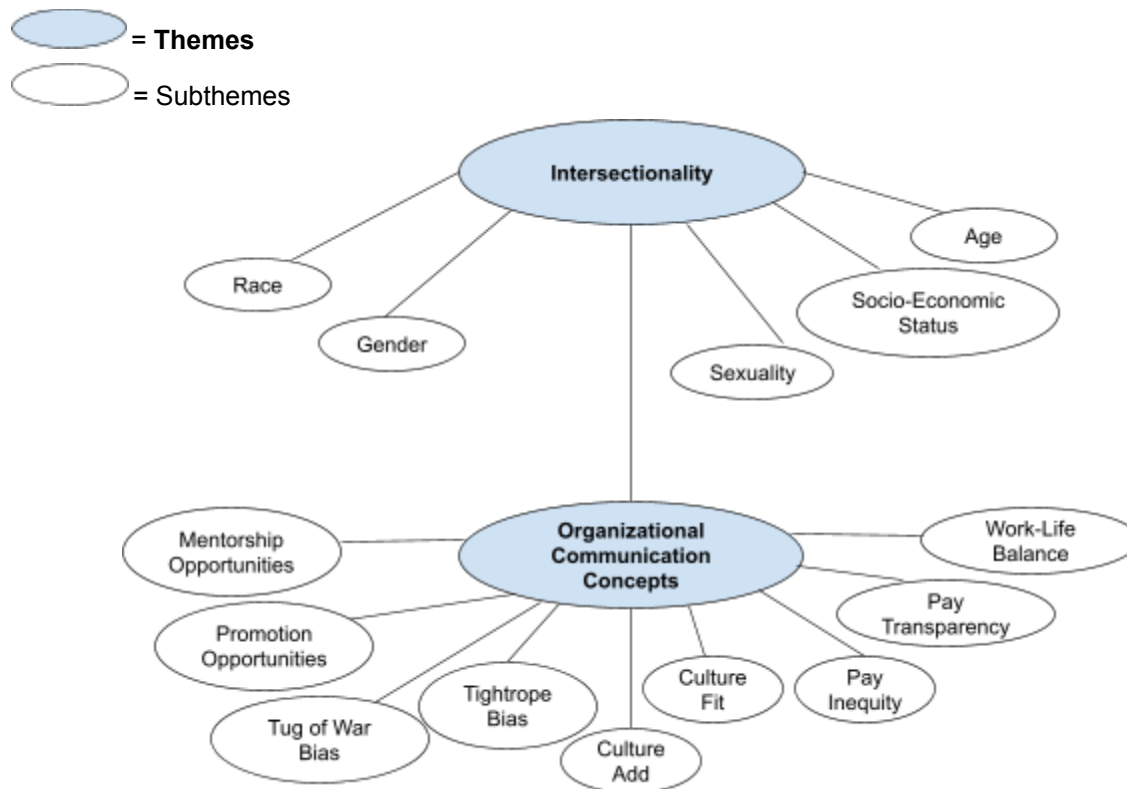 = Themes
= Subthemes
Intersectionality
Age
Race
Socio-Economic
Status
Gender
Sexuality
Organizational
Communication
Concepts
Mentorship
Opportunities
Work-Life
Balance
Promotion
Opportunities
Pay
Transparency
Tug of War
Bias
Tightrope
Bias
Culture
Add
Culture
Fit
Pay
Inequity